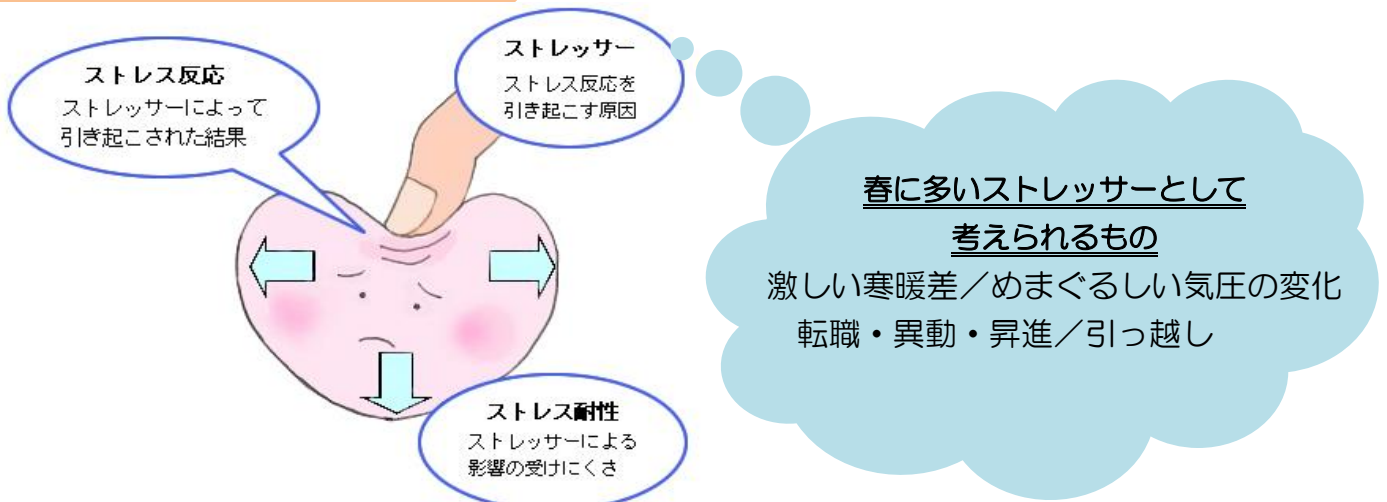 ストレス反応
ストレッサーによって
引き起こされた結果
ストレッサー
ストレス反応を
引き起こす原因
ストレス耐性
ストレッサーによる
影響の受けにくさ
春に多いストレッサーとして
考えられるもの
激しい寒暖差／めまぐるしい気圧の変化
転職・異動・昇進／引っ越し